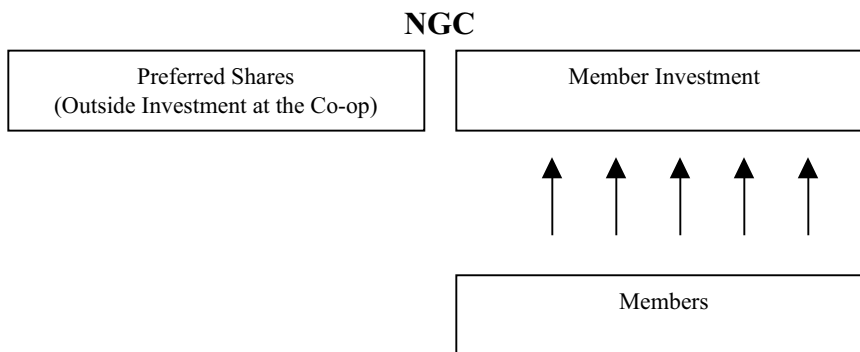 NGC
Preferred Shares
(Outside Investment at the Co-op)
Member Investment
Members